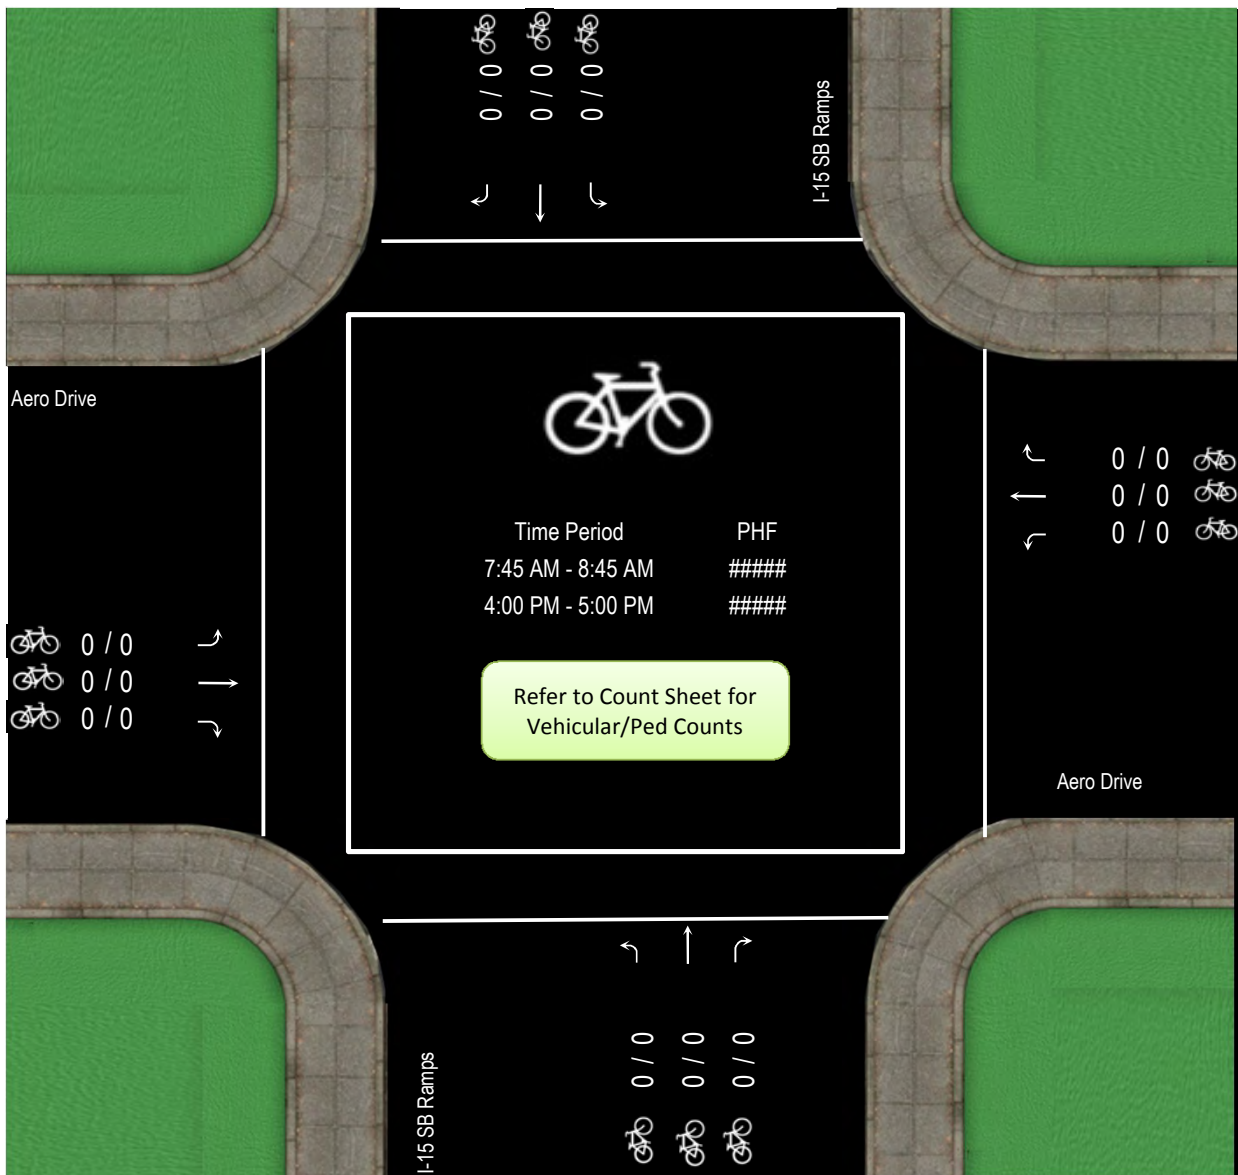 0 / 0
0 / 0
0 / 0
I-15 SB Ramps
Aero Drive
0 / 0
0 / 0
0 / 0
Time Period PHF
7:45 AM - 8:45 AM #####
4:00 PM - 5:00 PM #####
0 / 0
0 / 0
0 / 0
Refer to Count Sheet for
Vehicular/Ped Counts
Aero Drive
0 / 0
0 / 0
0 / 0
I-15 SB Ramps